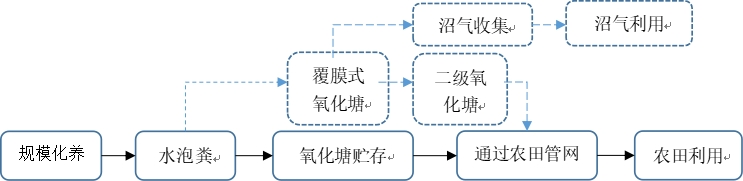 沼气收集
沼气利用
覆膜式
氧化塘
二级氧
化塘
规模化养
水泡粪
氧化塘贮存
通过农田管网
农田利用